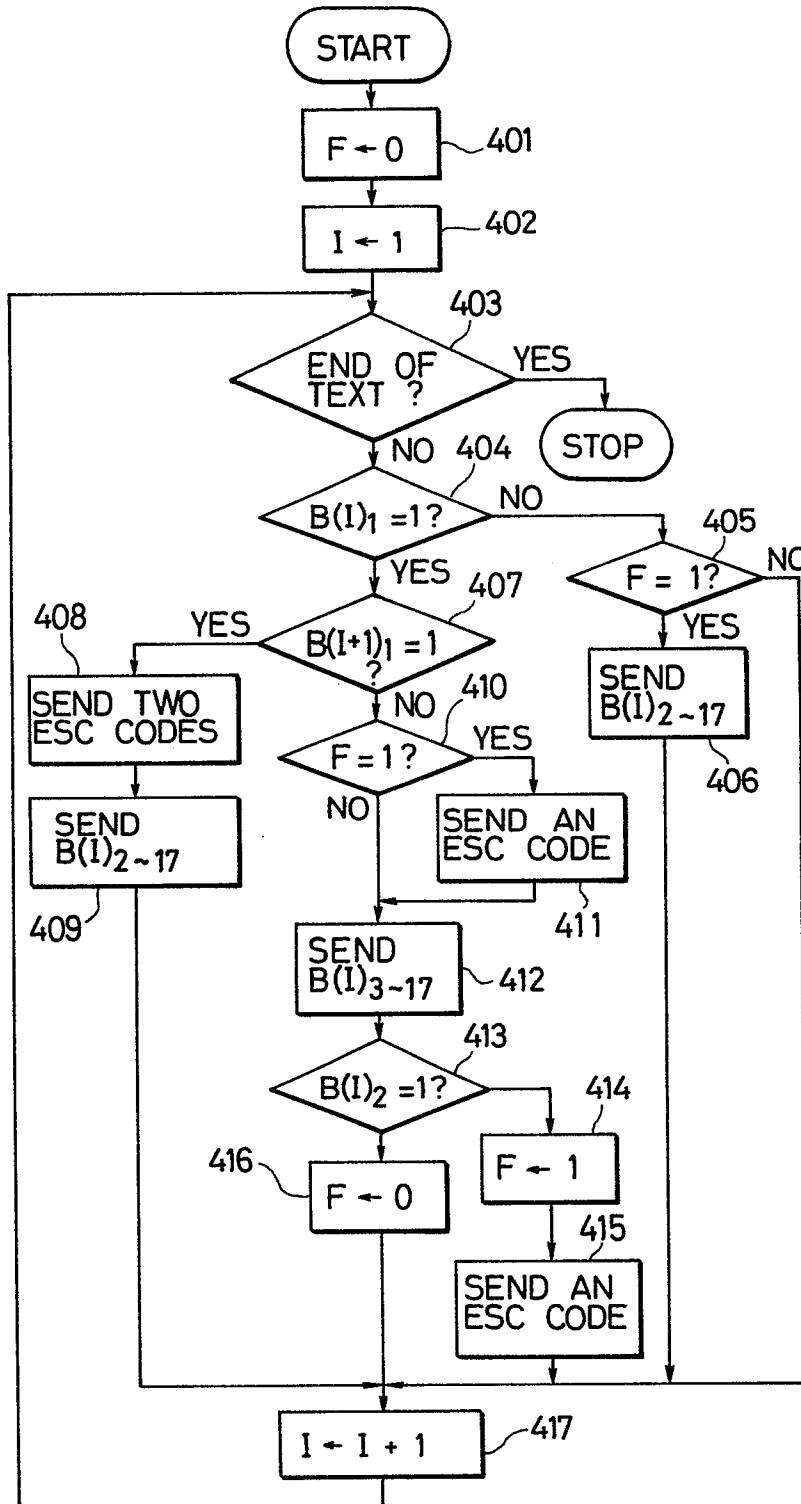 START
F ← 0
401
I ← 1
402
403
END OF
TEXT ?
YES
STOP
NO
404
B(I)₁ = 1?
NO
405
F = 1?
NO
YES
YES
SEND
B(I)₂~₁₇
406
407
B(I+1)₁ = 1
?
YES
408
SEND TWO
ESC CODES
SEND
B(I)₂~₁₇
409
NO
410
F = 1?
YES
NO
SEND AN
ESC CODE
411
SEND
B(I)₃~₁₇
412
413
B(I)₂ = 1?
414
F ← 1
416
F ← 0
415
SEND AN
ESC CODE
I ← I + 1
417